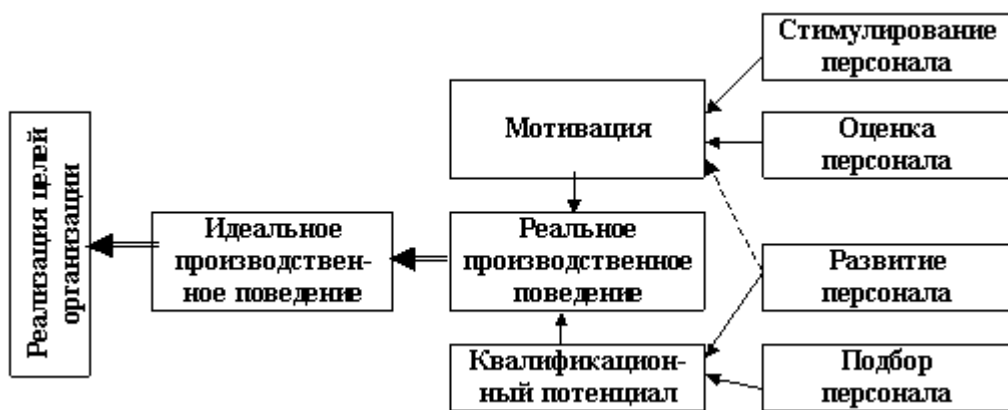 Стимулирование
персонала
Мотивация
Оценка
персонала
Реализация целей
организации
Идеальное
производствен-
ное поведение
Реальное
производственное
поведение
Развитие
персонала
Квалификацион-
ный потенциал
Подбор
персонала